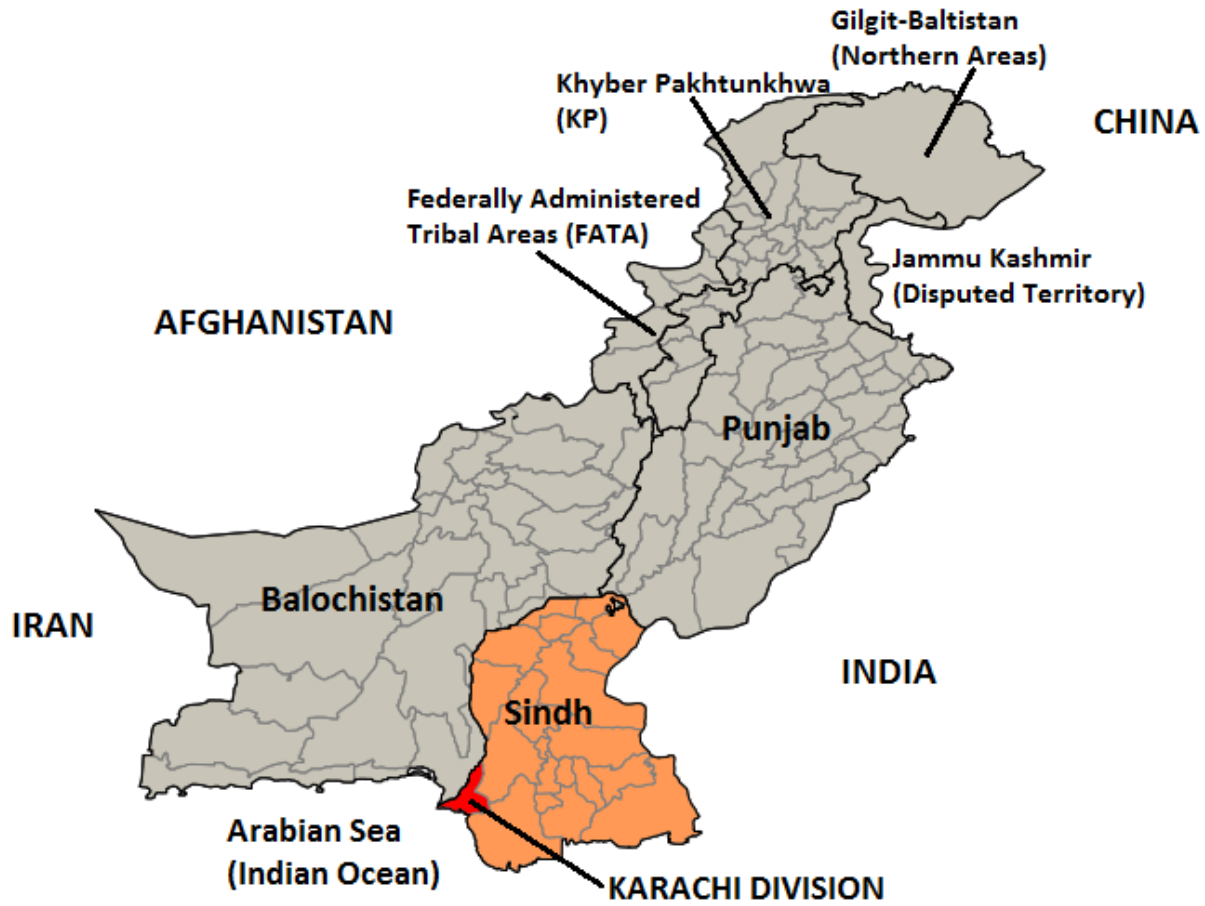 Gilgit-Baltistan
(Northern Areas)
Khyber Pakhtunkhwa
(KP)
CHINA
Federally Administered
Tribal Areas (FATA)
Jammu Kashmir
(Disputed Territory)
AFGHANISTAN
Punjab
Balochistan
IRAN
INDIA
Sindh
Arabian Sea
(Indian Ocean)
KARACHI DIVISION